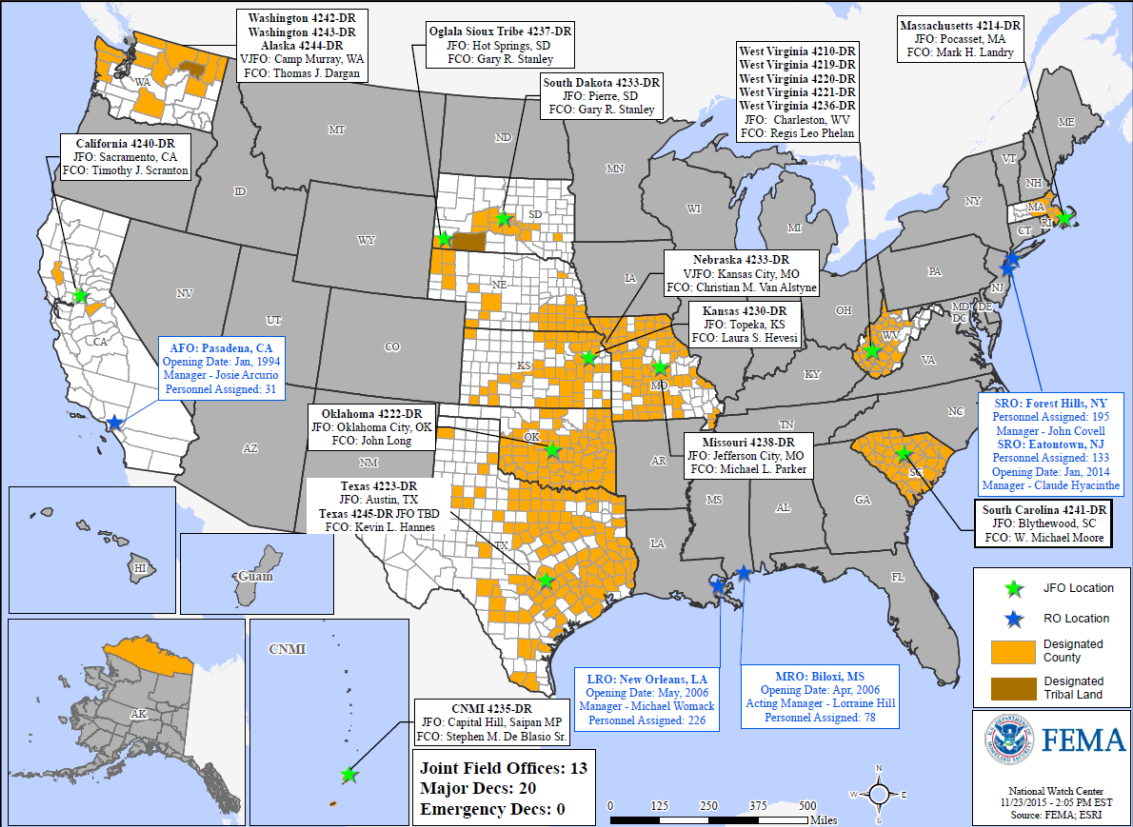 Washington 4242-DR
Washington 4243-DR
Alaska 4244-DR
VJFO: Camp Murray, WA
FCO: Thomas J. Dargan
Oglala Sioux Tribe 4237-DR
JFO: Hot Springs, SD
FCO: Gary R. Stanley
South Dakota 4233-DR
JFO: Pierre, SD
FCO: Gary R. Stanley
West Virginia 4210-DR
West Virginia 4219-DR
West Virginia 4220-DR
West Virginia 4221-DR
West Virginia 4236-DR
JFO: Charleston, WV
FCO: Regis Leo Phelan
Massachusetts 4214-DR
JFO: Pocasset, MA
FCO: Mark H. Landry
California 4240-DR
JFO: Sacramento, CA
FCO: Timothy J. Scranton
WA
MT
ND
MN
ME
VT
NH
NY
MA
RI
CT
ID
SD
WI
MI
WY
IA
PA
NJ
NE
Nebraska 4233-DR
VJFO: Kansas City, MO
FCO: Christian M. Van Alstyne
NV
UT
OH
MD
DE
DC
Kansas 4230-DR
JFO: Topeka, KS
FCO: Laura S. Hevesi
CA
CO
KS
MO
WV
VA
KY
AFO: Pasadena, CA
Opening Date: Jan, 1994
Manager - Josie Arcurio
Personnel Assigned: 31
SRO: Forest Hills, NY
Personnel Assigned: 195
Manager - John Covell
SRO: Eatontown, NJ
Personnel Assigned: 133
Opening Date: Jan, 2014
Manager - Claude Hyacinthe
Oklahoma 4222-DR
JFO: Oklahoma City, OK
FCO: John Long
Missouri 4238-DR
JFO: Jefferson City, MO
FCO: Michael L. Parker
AZ
NM
OK
AR
TN
NC
SC
Texas 4223-DR
JFO: Austin, TX
Texas 4245-DR JFO TBD
FCO: Kevin L. Hannes
South Carolina 4241-DR
JFO: Blythewood, SC
FCO: W. Michael Moore
TX
LA
MS
AL
GA
FL
HI
Guam
AK
CNMI
CNMI 4235-DR
JFO: Capital Hill, Saipan MP
FCO: Stephen M. De Blasio Sr.
LRO: New Orleans, LA
Opening Date: May, 2006
Manager - Michael Womack
Personnel Assigned: 226
MRO: Biloxi, MS
Opening Date: Apr, 2006
Acting Manager - Lorraine Hill
Personnel Assigned: 78
JFO Location
RO Location
Designated
County
Designated
Tribal Land
Joint Field Offices: 13
Major Decs: 20
Emergency Decs: 0
0 125 250 375 500
Miles
N
W E
S
FEMA
National Watch Center
11/23/2015 - 2:05 PM EST
Source: FEMA; ESRI